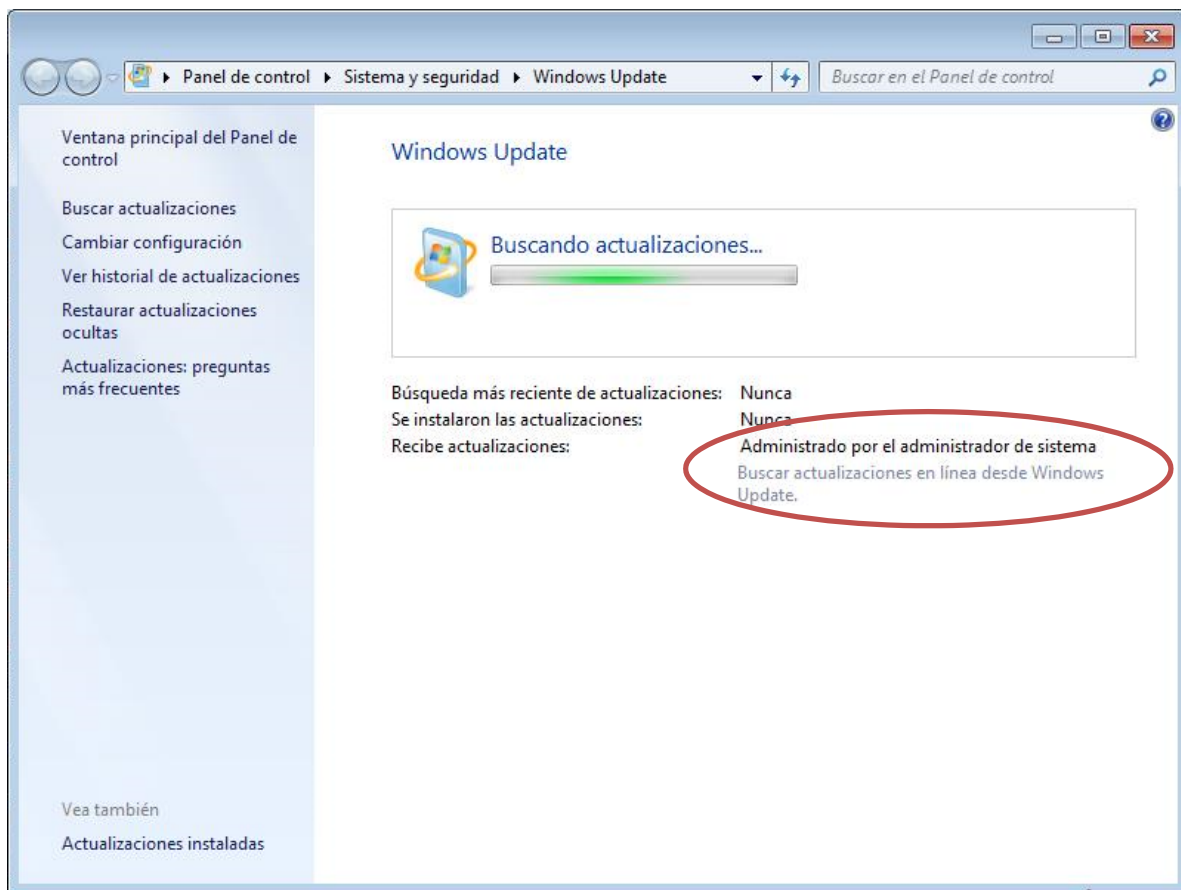 Panel de control Sistema y seguridad Windows Update
Buscar en el Panel de control
Ventana principal del Panel de
control
Buscar actualizaciones
Cambiar configuración
Ver historial de actualizaciones
Restaurar actualizaciones
ocultas
Actualizaciones: preguntas
más frecuentes
Vea también
Actualizaciones instaladas
Windows Update
Buscando actualizaciones...
Búsqueda más reciente de actualizaciones: Nunca
Se instalaron las actualizaciones: Nunca
Recibe actualizaciones: Administrado por el administrador de sistema
Buscar actualizaciones en línea desde Windows
Update.